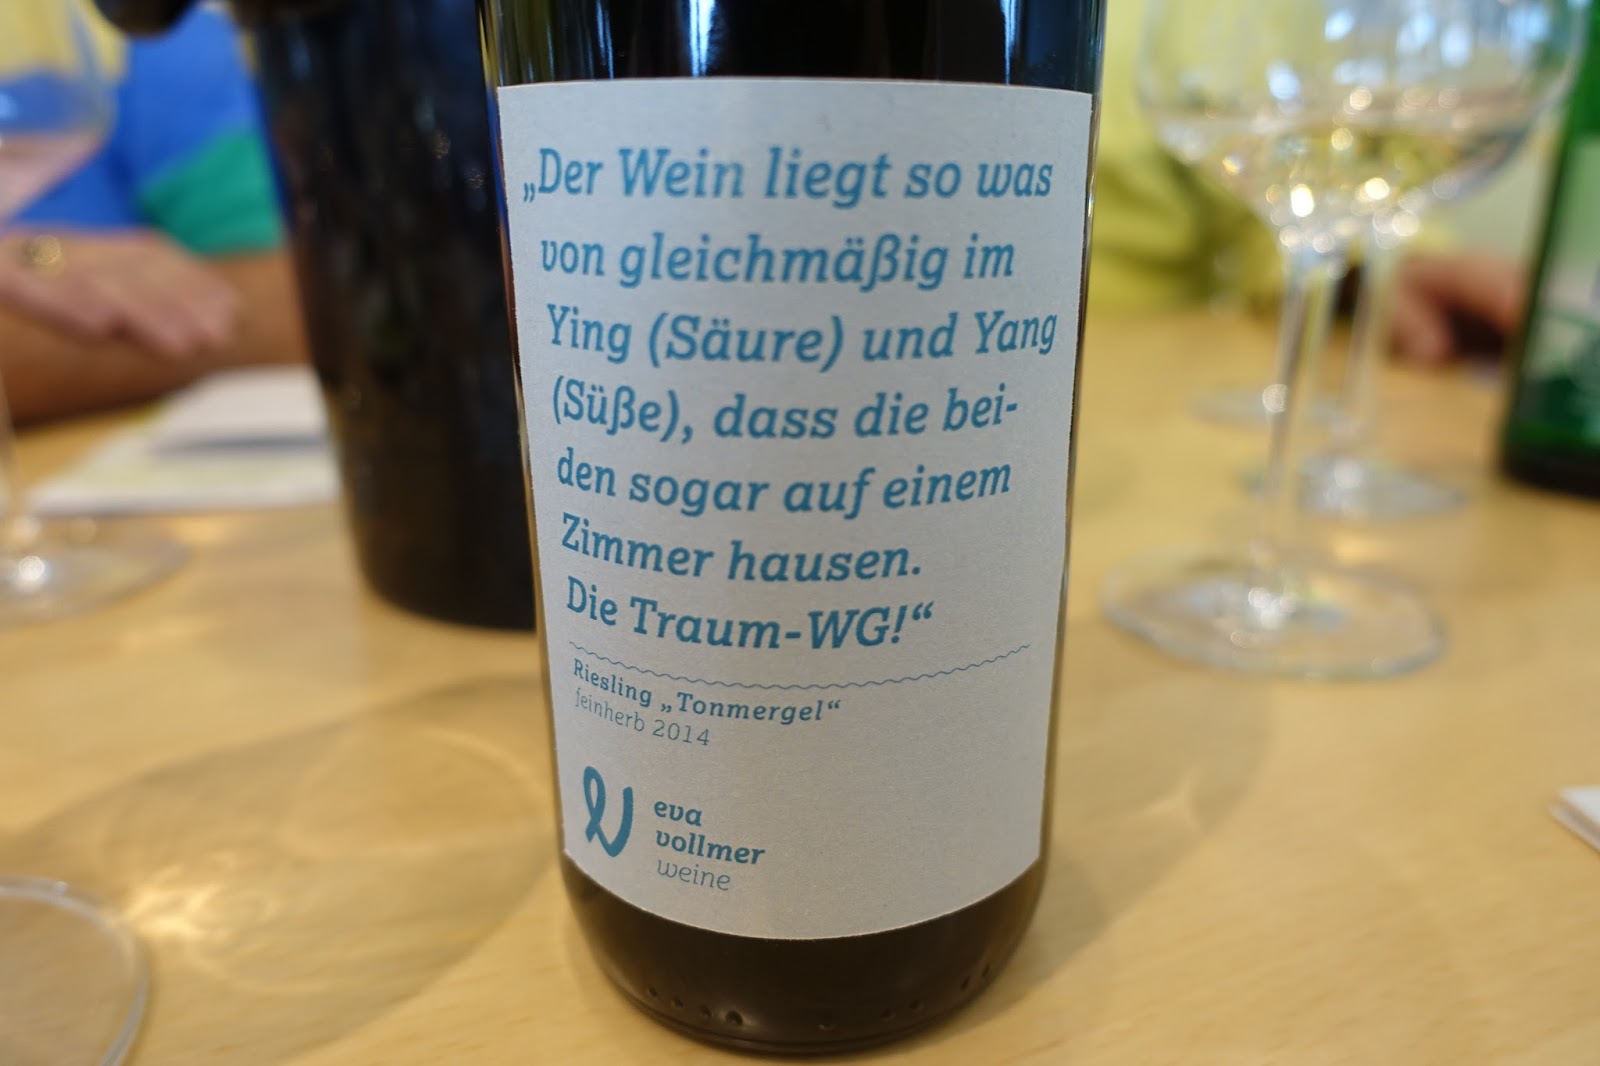 „Der Wein liegt so was
von gleichmäßig im
Ying (Säure) und Yang
(Süße), dass die bei-
den sogar auf einem
Zimmer hausen.
Die Traum-WG!“
Riesling „Tonmergel“
feinherb 2014
eva
vollmer
weine